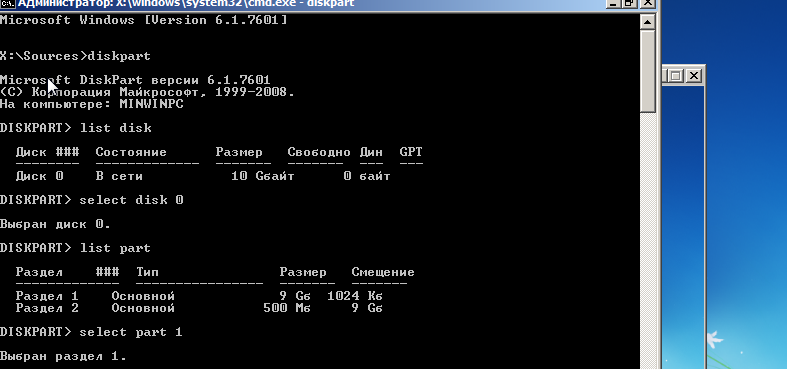 Администратор: X:\windows\system32\cmd.exe - diskpart
Microsoft Windows [Version 6.1.7601]
X:\Sources>diskpart
Microsoft DiskPart версии 6.1.7601
(C) Корпорация Майкрософт, 1999-2008.
На компьютере: MINWINPC
DISKPART> list disk
Диск ### Состояние Размер Свободно Дин GPT
-------- ------------- ------- ------- --- ---
Диск 0 В сети 10 Gбайт 0 байт
DISKPART> select disk 0
Выбран диск 0.
DISKPART> list part
Раздел ### Тип Размер Смещение
------------- ---------------- ------- -------
Раздел 1 Основной 9 Gб 1024 Kб
Раздел 2 Основной 500 Mб 9 Gб
DISKPART> select part 1
Выбран раздел 1.